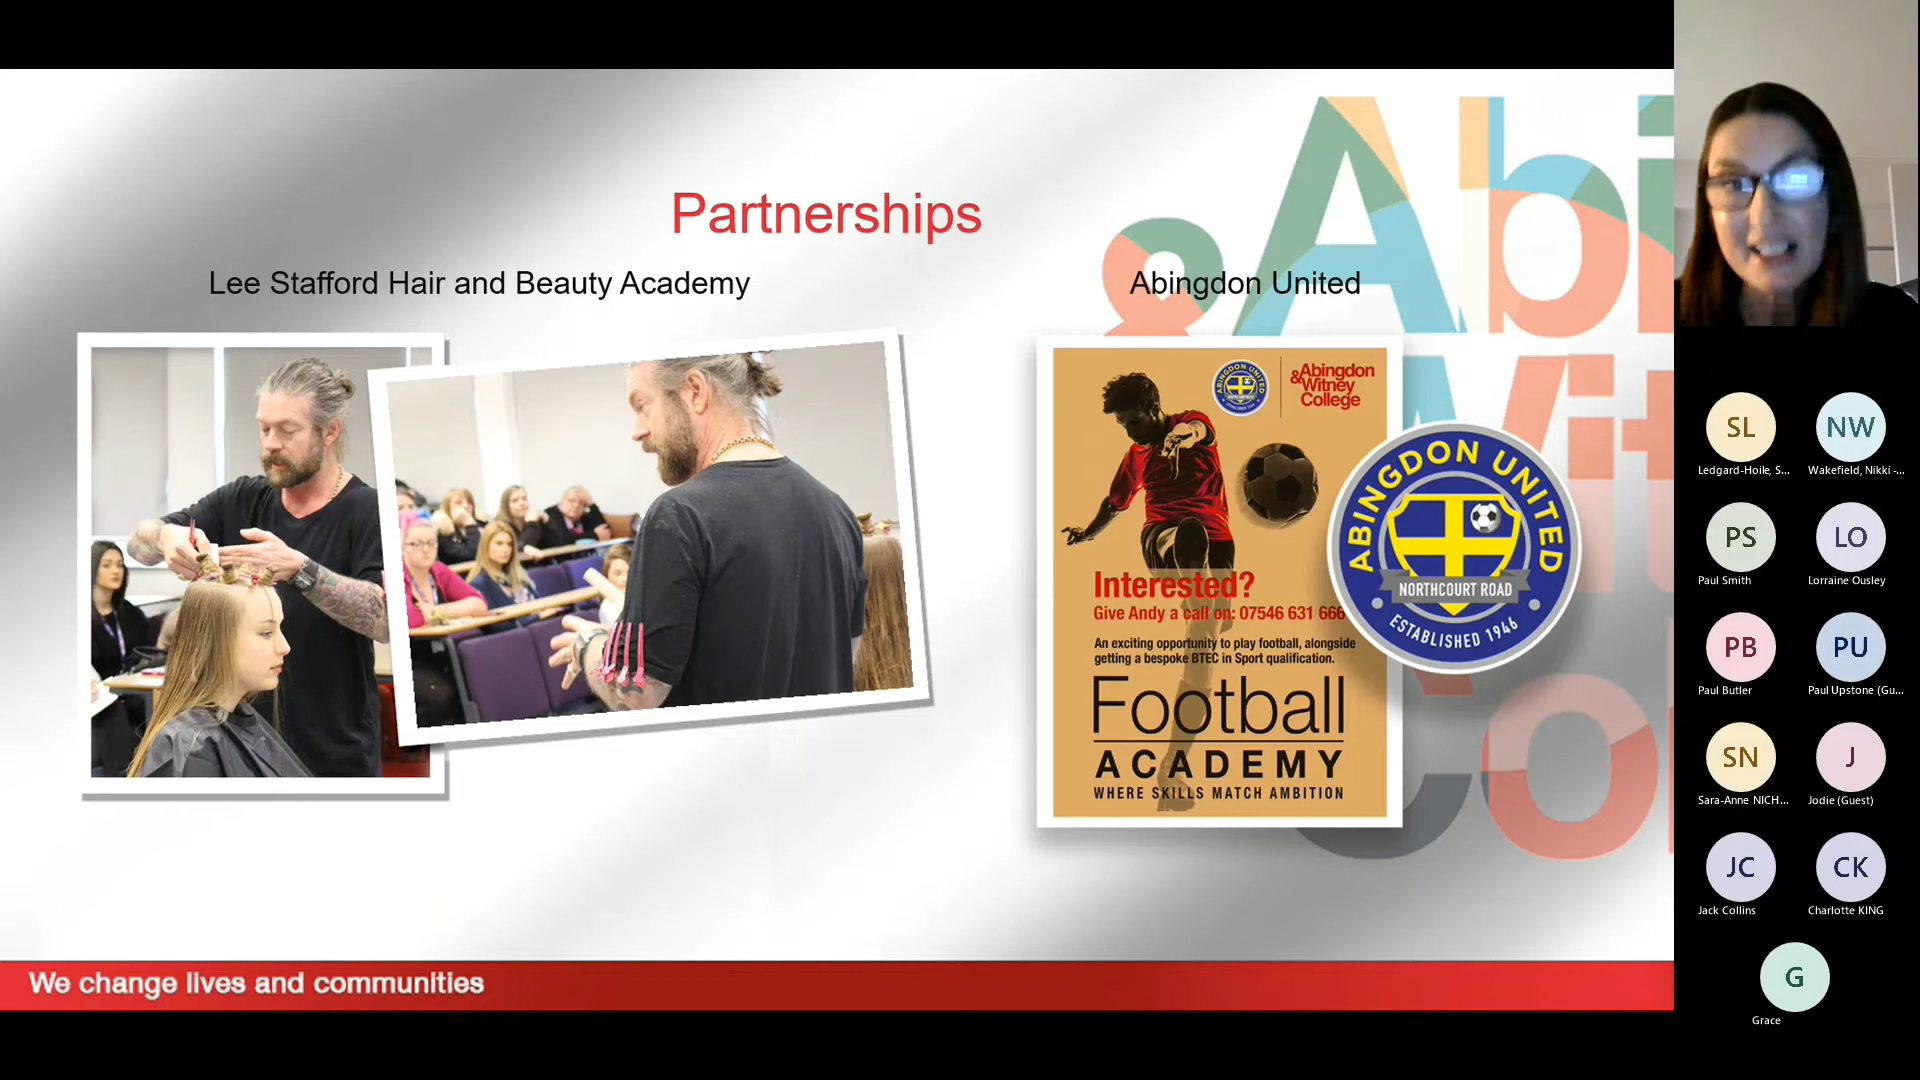 Partnerships
Lee Stafford Hair and Beauty Academy
Abingdon United
& Abi
Wit
Co
ABINGDON UNITED
&Abingdon
Witney
College
Interested?
Give Andy a call on: 07546 631 666
An exciting opportunity to play football, alongside
getting a bespoke BTEC in Sport qualification.
Football
ACADEMY
WHERE SKILLS MATCH AMBITION
ABINGDON UNITED
NORTHCOURT ROAD
ESTABLISHED 1946
We change lives and communities
SL
NW
Ledgard-Hoile, S...
Wakefield, Nikki -...
PS
LO
Paul Smith
Lorraine Ousley
PB
PU
Paul Butler
Paul Upstone (Gu...
SN
J
Sara-Anne NICH...
Jodie (Guest)
JC
CK
Jack Collins
Charlotte KING
G
Grace